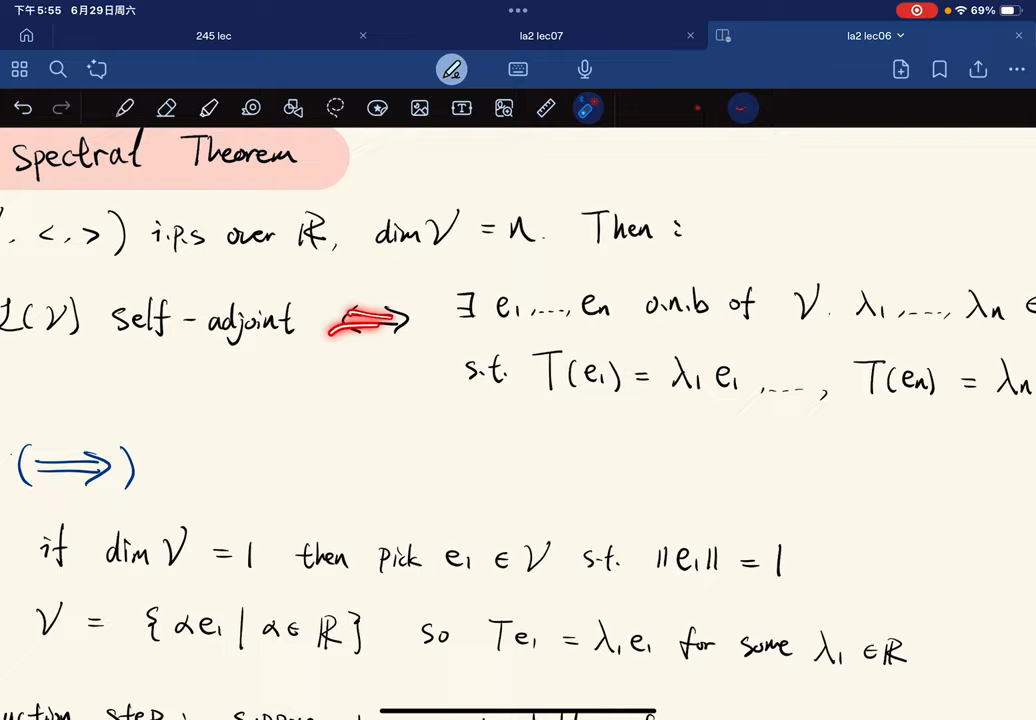 下午5:55 6月29日周六
69%
245 lec
la2 lec07
la2 lec06
Spectral Theorem
, < , > ) i.p.s over ℝ, dim V = n. Then :
L(V) self-adjoint ⟺ ∃ e₁,...,eₙ o.n.b of V. λ₁,...,λₙ ∈
s.t. T(e₁) = λ₁ e₁ ,...., T(eₙ) = λₙ
(⟹)
if dim V = 1 then pick e₁ ∈ V s.t. ||e₁|| = 1
V = { αe₁ | α ∈ ℝ } so Te₁ = λ₁e₁ for some λ₁ ∈ ℝ